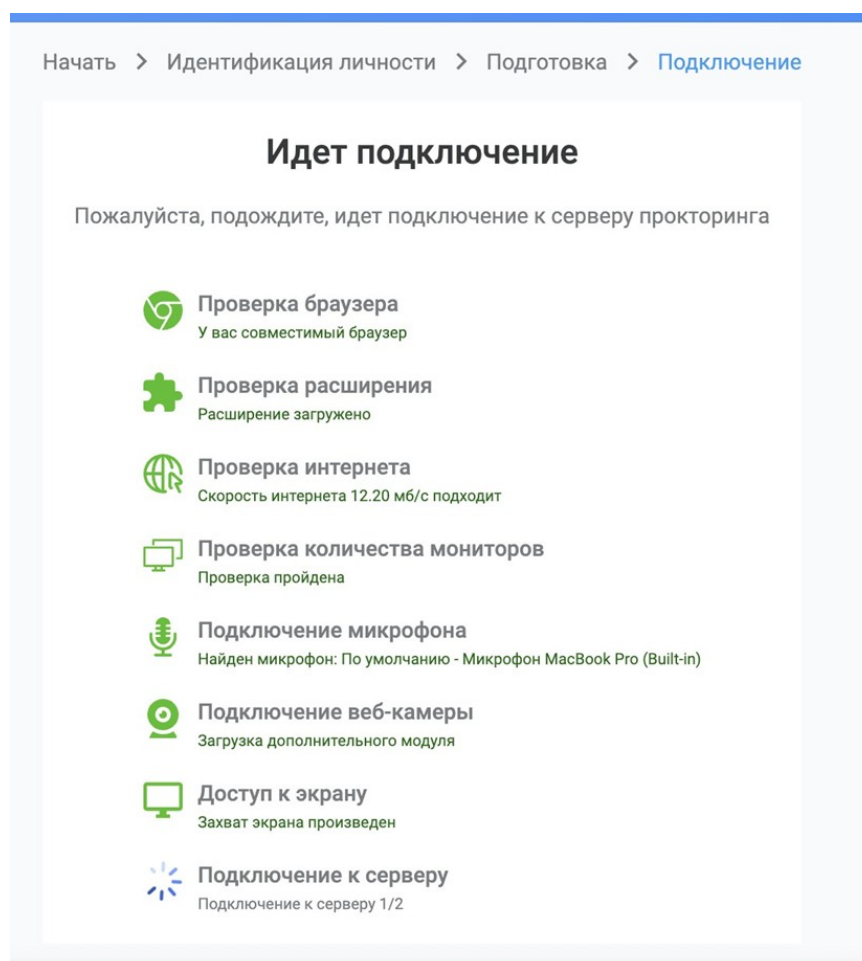 Начать > Идентификация личности > Подготовка > Подключение
Идет подключение
Пожалуйста, подождите, идет подключение к серверу прокторинга
Проверка браузера
У вас совместимый браузер
Проверка расширения
Расширение загружено
Проверка интернета
Скорость интернета 12.20 мб/с подходит
Проверка количества мониторов
Проверка пройдена
Подключение микрофона
Найден микрофон: По умолчанию - Микрофон MacBook Pro (Built-in)
Подключение веб-камеры
Загрузка дополнительного модуля
Доступ к экрану
Захват экрана произведен
Подключение к серверу
Подключение к серверу 1/2